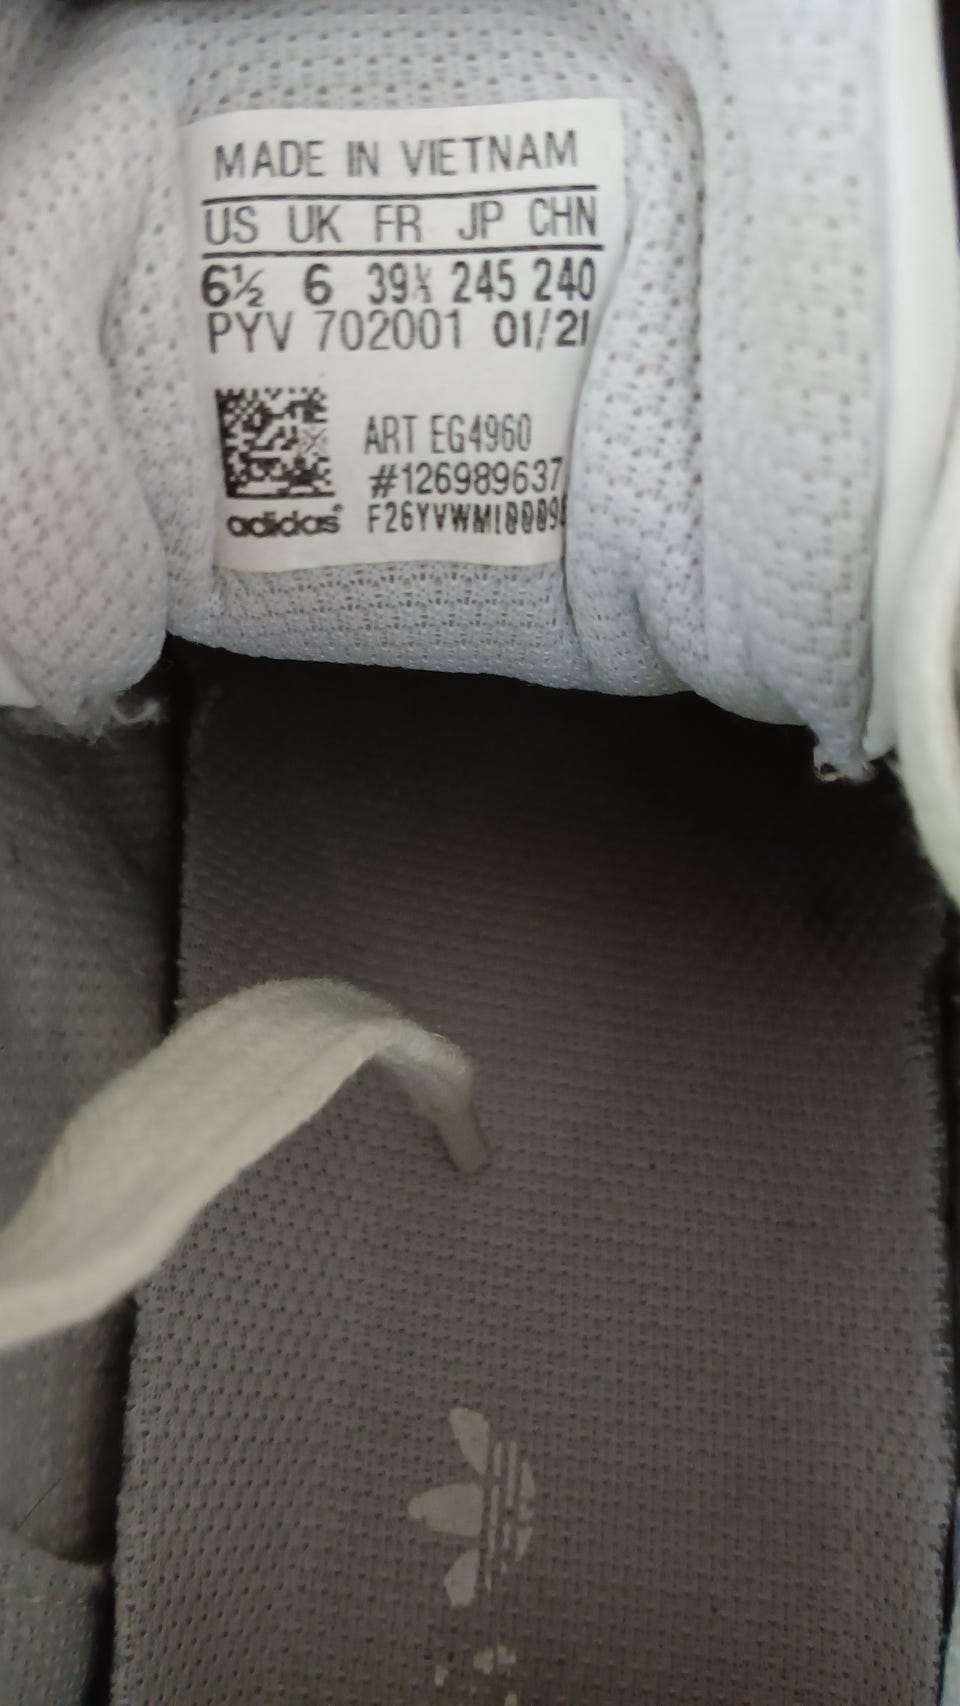 MADE IN VIETNAM
US UK FR JP CHN
6½ 6 39⅓ 245 240
PYV 702001 01/21
ART EG4960
#126989637
adidas